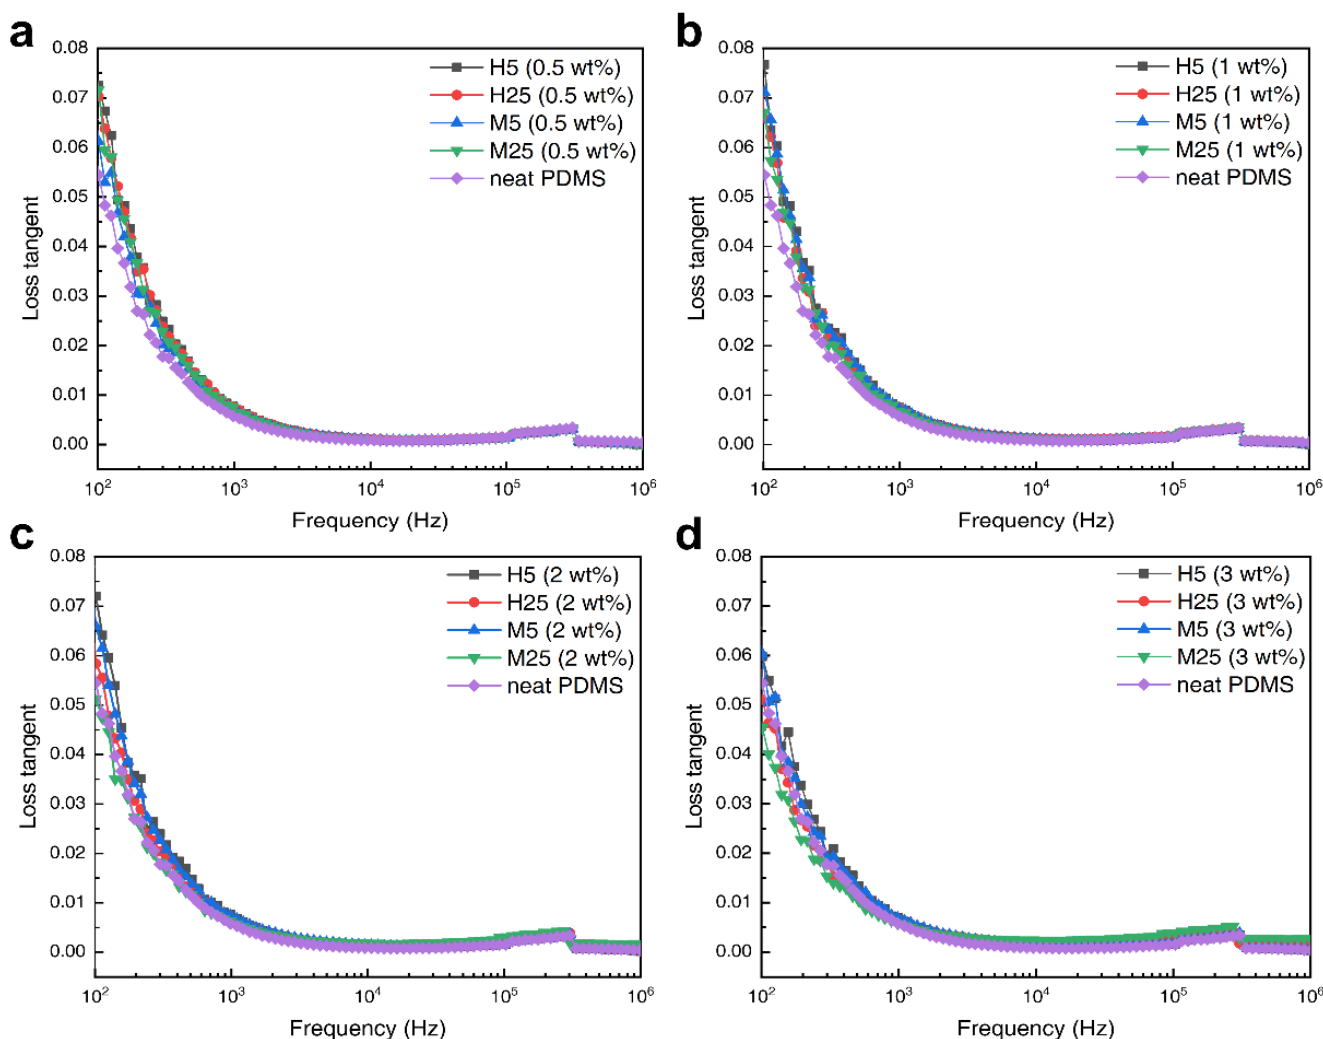 a
0.08
0.07
0.06
0.05
0.04
0.03
0.02
0.01
0.00
Loss tangent
H5 (0.5 wt%)
H25 (0.5 wt%)
M5 (0.5 wt%)
M25 (0.5 wt%)
neat PDMS
10² 10³ 10⁴ 10⁵ 10⁶
Frequency (Hz)
b
0.08
0.07
0.06
0.05
0.04
0.03
0.02
0.01
0.00
Loss tangent
H5 (1 wt%)
H25 (1 wt%)
M5 (1 wt%)
M25 (1 wt%)
neat PDMS
10² 10³ 10⁴ 10⁵ 10⁶
Frequency (Hz)
c
0.08
0.07
0.06
0.05
0.04
0.03
0.02
0.01
0.00
Loss tangent
H5 (2 wt%)
H25 (2 wt%)
M5 (2 wt%)
M25 (2 wt%)
neat PDMS
10² 10³ 10⁴ 10⁵ 10⁶
Frequency (Hz)
d
0.08
0.07
0.06
0.05
0.04
0.03
0.02
0.01
0.00
Loss tangent
H5 (3 wt%)
H25 (3 wt%)
M5 (3 wt%)
M25 (3 wt%)
neat PDMS
10² 10³ 10⁴ 10⁵ 10⁶
Frequency (Hz)